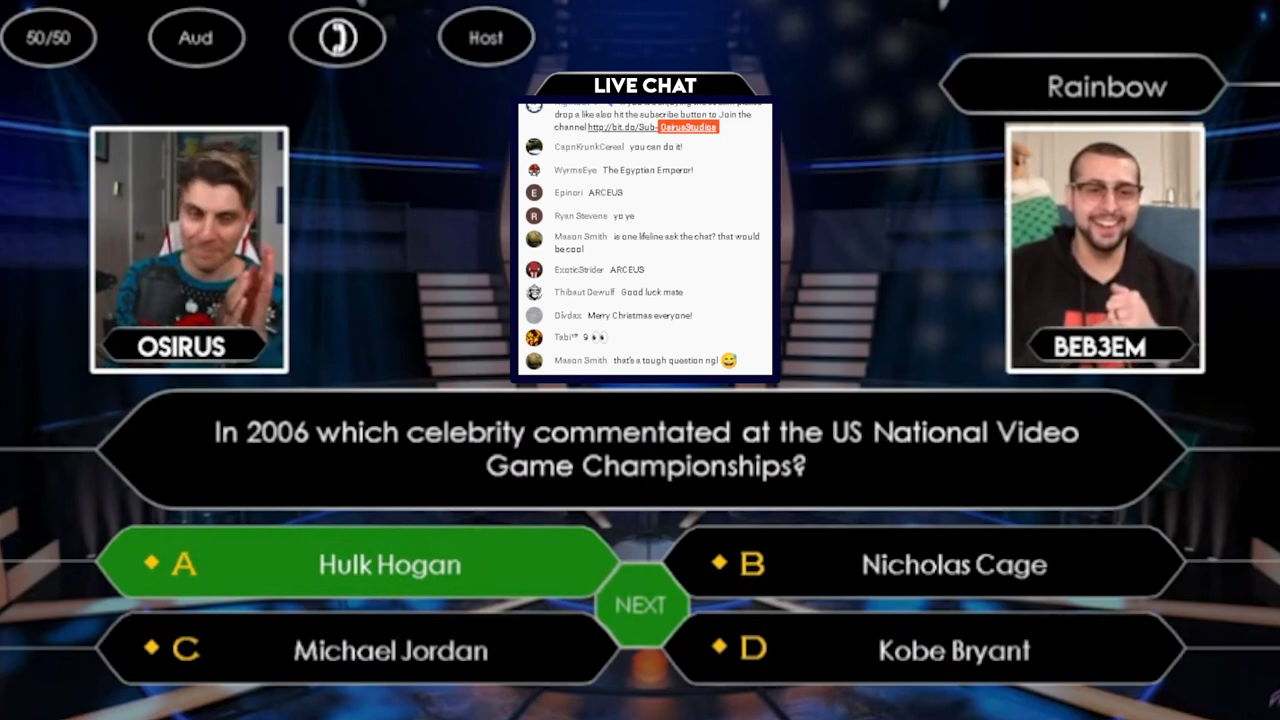 50/50
Aud
Host
LIVE CHAT
Rainbow
drop a like also hit the subscribe button to Join the
channel http://bit.do/Sub-OsirusStudios
CapnKrunkCereal you can do it!
WyrmsEye The Egyptian Emperor!
E Epinori ARCEUS
R Ryan Stevens yo ye
Mason Smith is one lifeline ask the chat? that would
be cool
ExoticStrider ARCEUS
Thibaut Dewulf Good luck mate
Divdax Merry Christmas everyone!
Tabi 9 👀
Mason Smith that's a tough question ngl 😅
OSIRUS
BEB3EM
In 2006 which celebrity commentated at the US National Video
Game Championships?
A Hulk Hogan
B Nicholas Cage
NEXT
C Michael Jordan
D Kobe Bryant